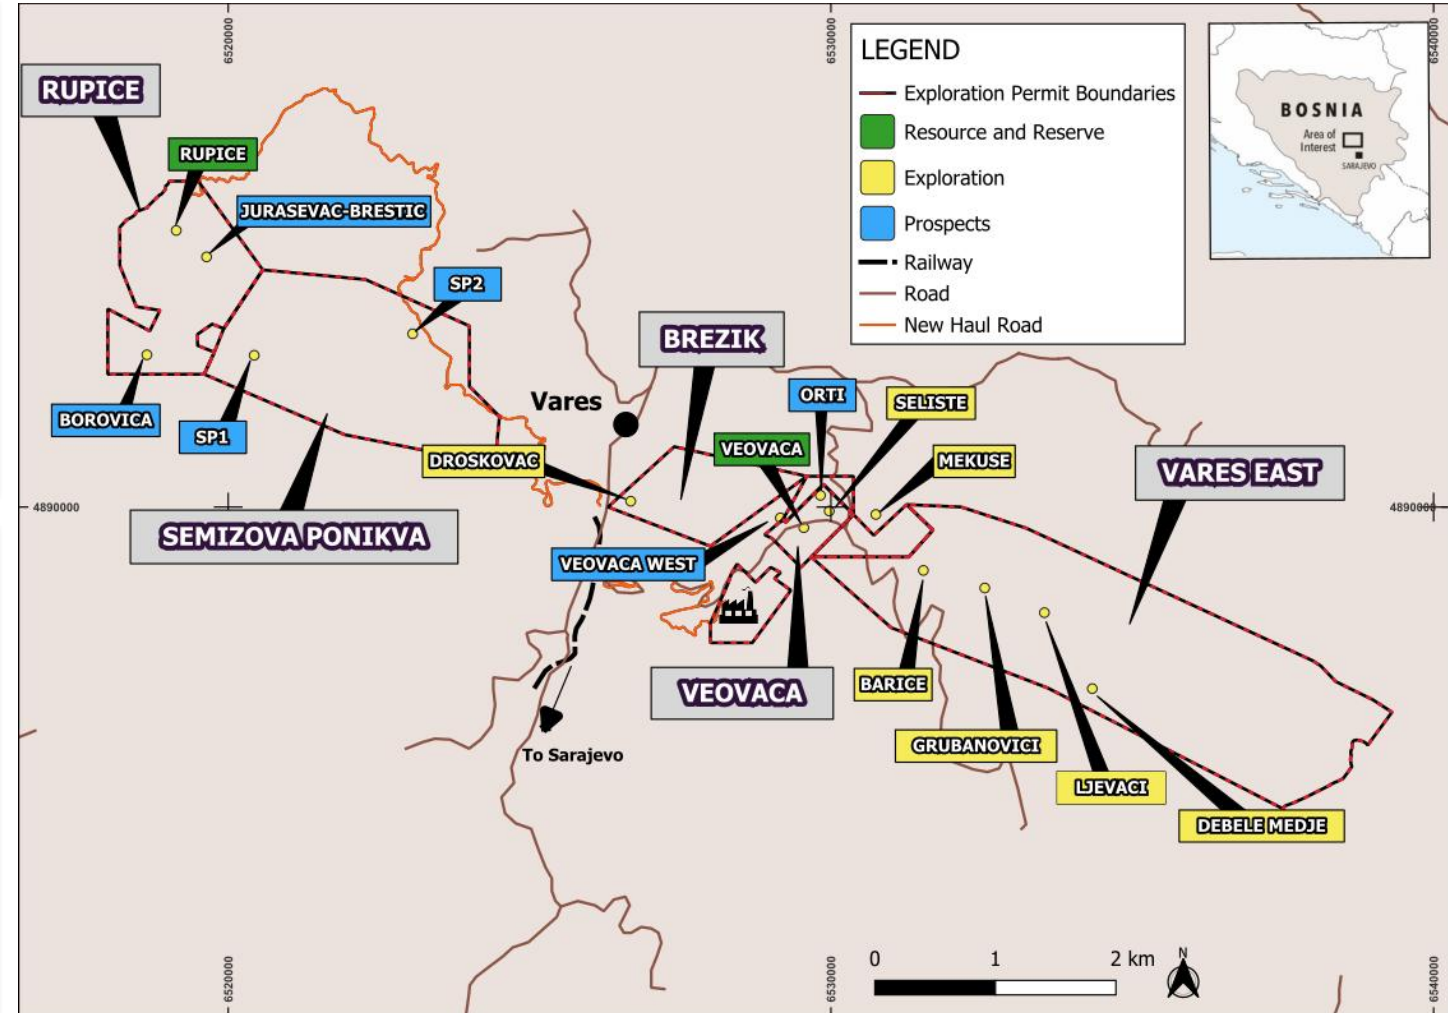 6520000
6530000
6540000
LEGEND
Exploration Permit Boundaries
Resource and Reserve
Exploration
Prospects
Railway
Road
New Haul Road
BOSNIA
Area of
Interest
SARAJEVO
RUPICE
RUPICE
JURASEVAC-BRESTIC
SP2
BREZIK
Vares
ORTI
SELISTE
BOROVICA
SP1
DROSKOVAC
VEOVACA
MEKUSE
VARES EAST
4890000
4890000
SEMIZOVA PONIKVA
VEOVACA WEST
VEOVACA
BARICE
GRUBANOVICI
To Sarajevo
LJEVACI
DEBELE MEDJE
0 1 2 km
N
6520000
6530000
6540000